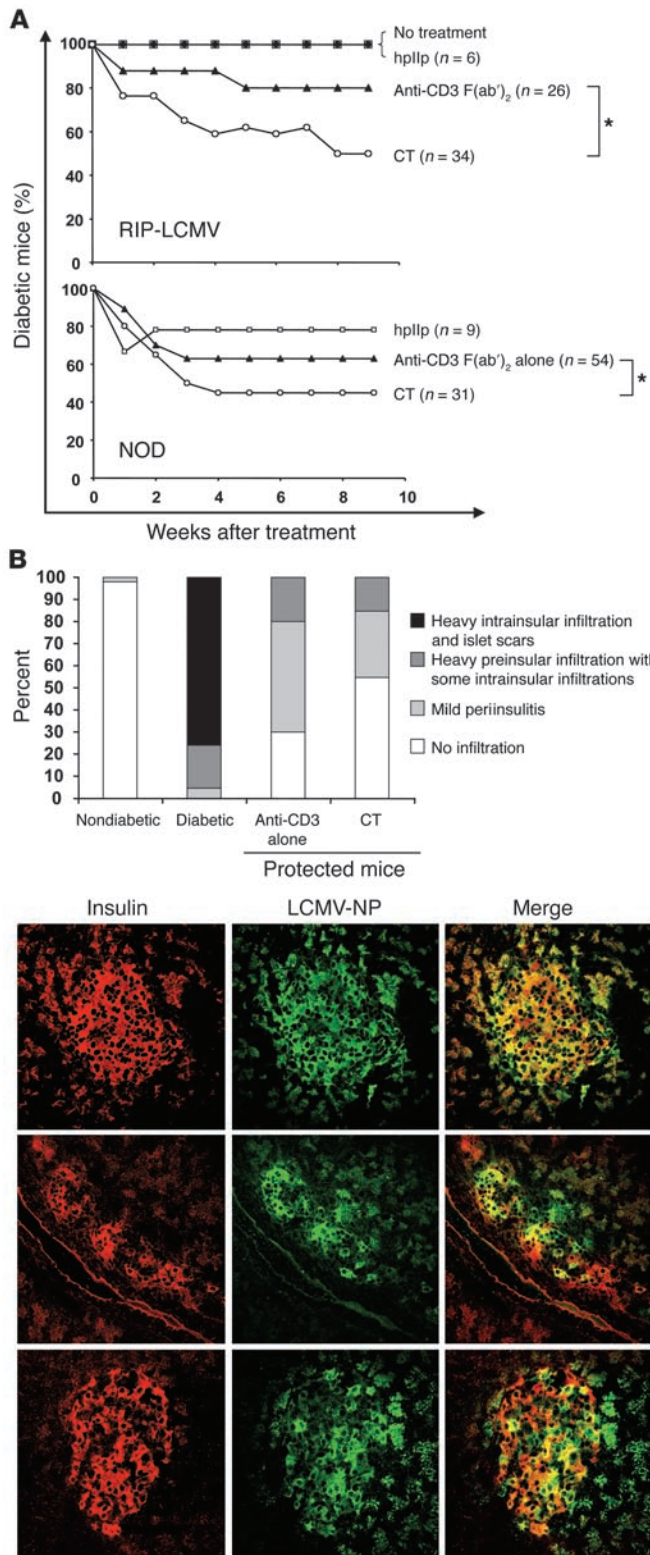 A
Diabetic mice (%)
100
80
60
40
20
0
RIP-LCMV
No treatment
hpIIp (n = 6)
Anti-CD3 F(ab′)₂ (n = 26)
*
CT (n = 34)
100
80
60
40
20
0
NOD
hpIIp (n = 9)
Anti-CD3 F(ab′)₂ alone (n = 54)
*
CT (n = 31)
0 2 4 6 8 10
Weeks after treatment
B
Percent
100
90
80
70
60
50
40
30
20
10
0
Heavy intrainsular infiltration
and islet scars
Heavy preinsular infiltration with
some intrainsular infiltrations
Mild periinsulitis
No infiltration
Nondiabetic Diabetic Anti-CD3 CT
alone
Protected mice
Insulin LCMV-NP Merge